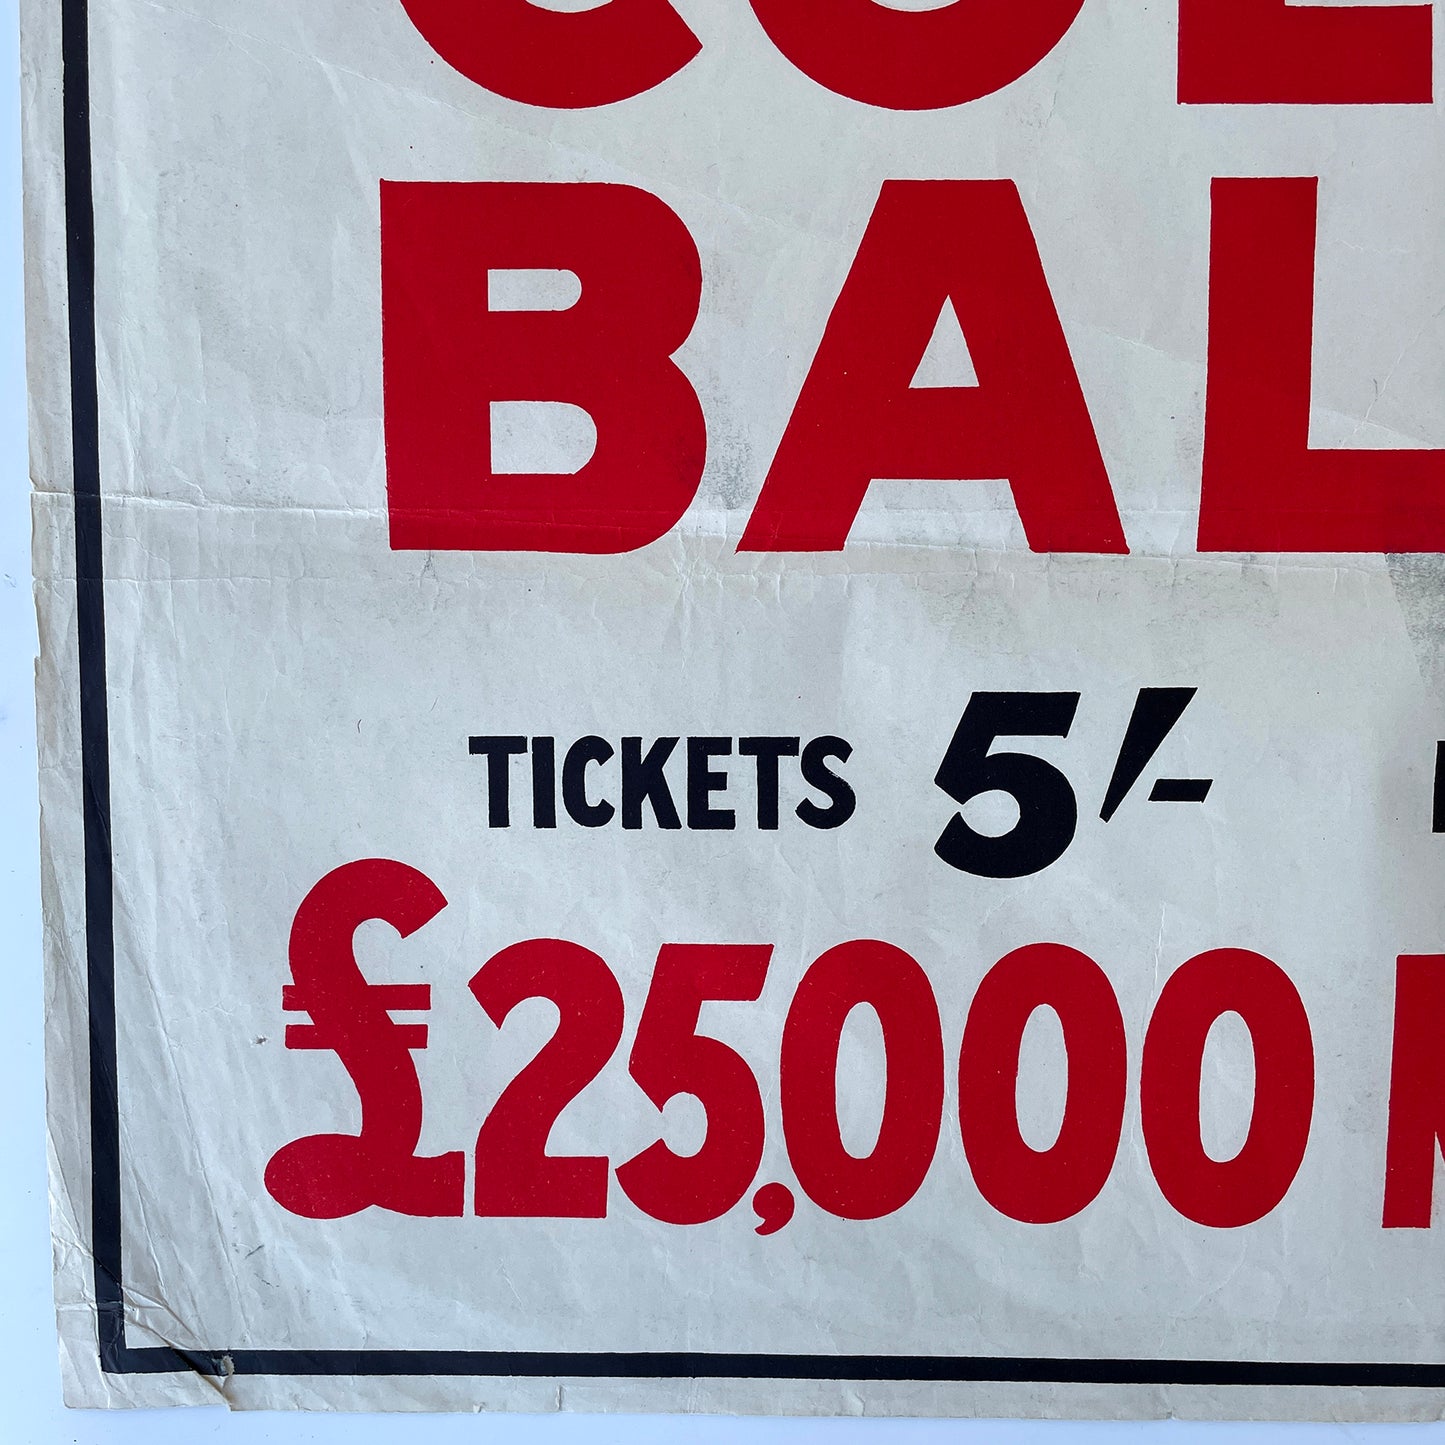 BAL
TICKETS 5/-
£25,000